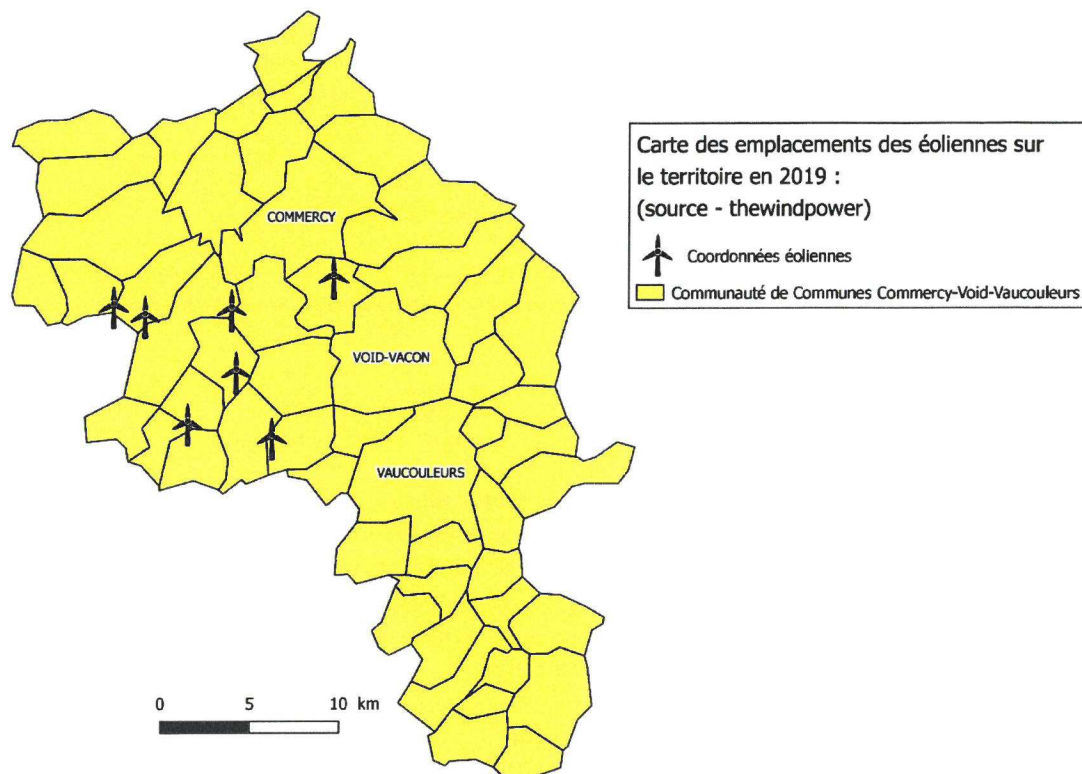 Carte des emplacements des éoliennes sur
le territoire en 2019 :
(source - thewindpower)
Coordonnées éoliennes
Communauté de Communes Commercy-Void-Vaucouleurs
COMMERCY
VOID-VACON
VAUCOULEURS
0 5 10 km